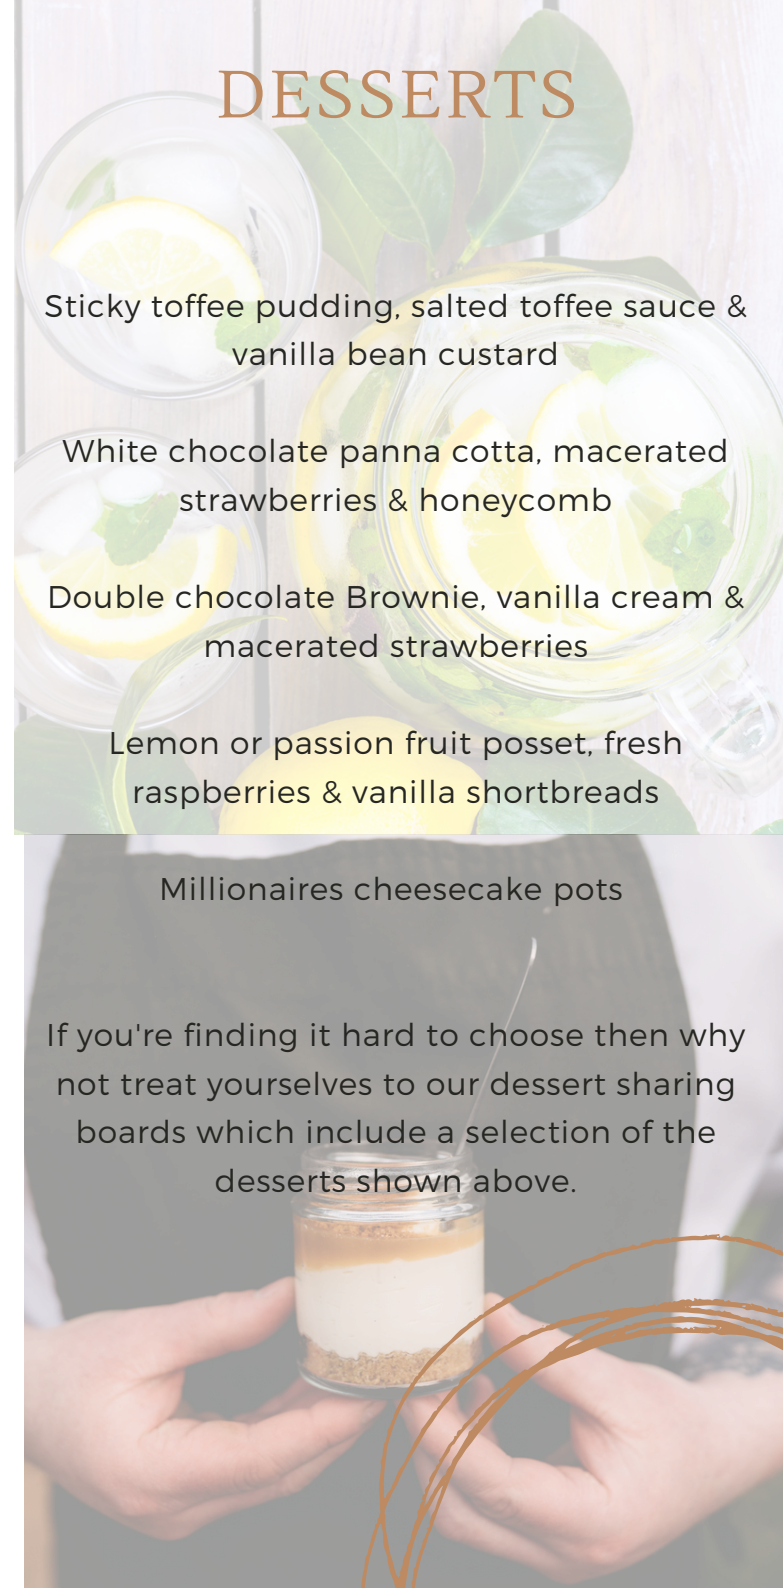 DESSERTS
Sticky toffee pudding, salted toffee sauce &
vanilla bean custard
White chocolate panna cotta, macerated
strawberries & honeycomb
Double chocolate Brownie, vanilla cream &
macerated strawberries
Lemon or passion fruit posset, fresh
raspberries & vanilla shortbreads
Millionaires cheesecake pots
If you're finding it hard to choose then why
not treat yourselves to our dessert sharing
boards which include a selection of the
desserts shown above.